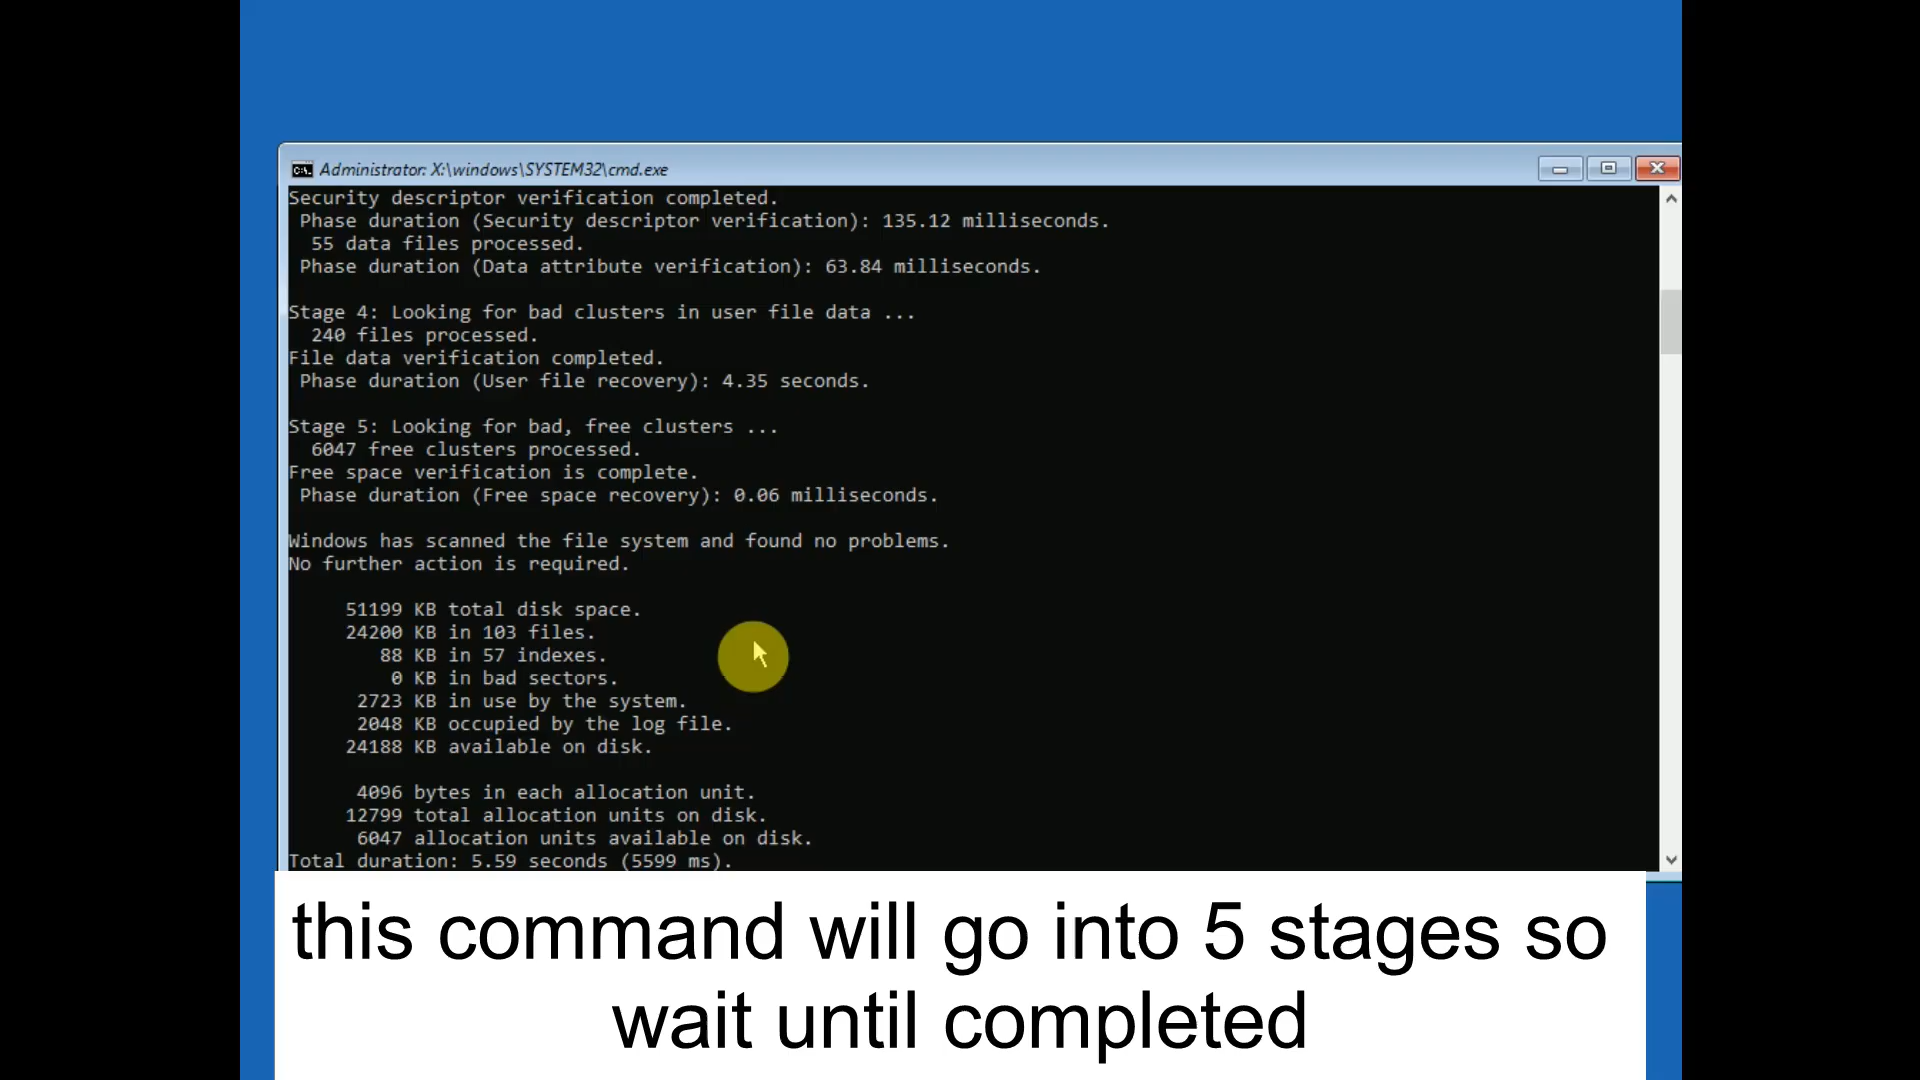 Administrator: X:\windows\SYSTEM32\cmd.exe
Security descriptor verification completed.
Phase duration (Security descriptor verification): 135.12 milliseconds.
55 data files processed.
Phase duration (Data attribute verification): 63.84 milliseconds.
Stage 4: Looking for bad clusters in user file data ...
240 files processed.
File data verification completed.
Phase duration (User file recovery): 4.35 seconds.
Stage 5: Looking for bad, free clusters ...
6047 free clusters processed.
Free space verification is complete.
Phase duration (Free space recovery): 0.06 milliseconds.
Windows has scanned the file system and found no problems.
No further action is required.
51199 KB total disk space.
24200 KB in 103 files.
88 KB in 57 indexes.
0 KB in bad sectors.
2723 KB in use by the system.
2048 KB occupied by the log file.
24188 KB available on disk.
4096 bytes in each allocation unit.
12799 total allocation units on disk.
6047 allocation units available on disk.
Total duration: 5.59 seconds (5599 ms).
this command will go into 5 stages so
wait until completed